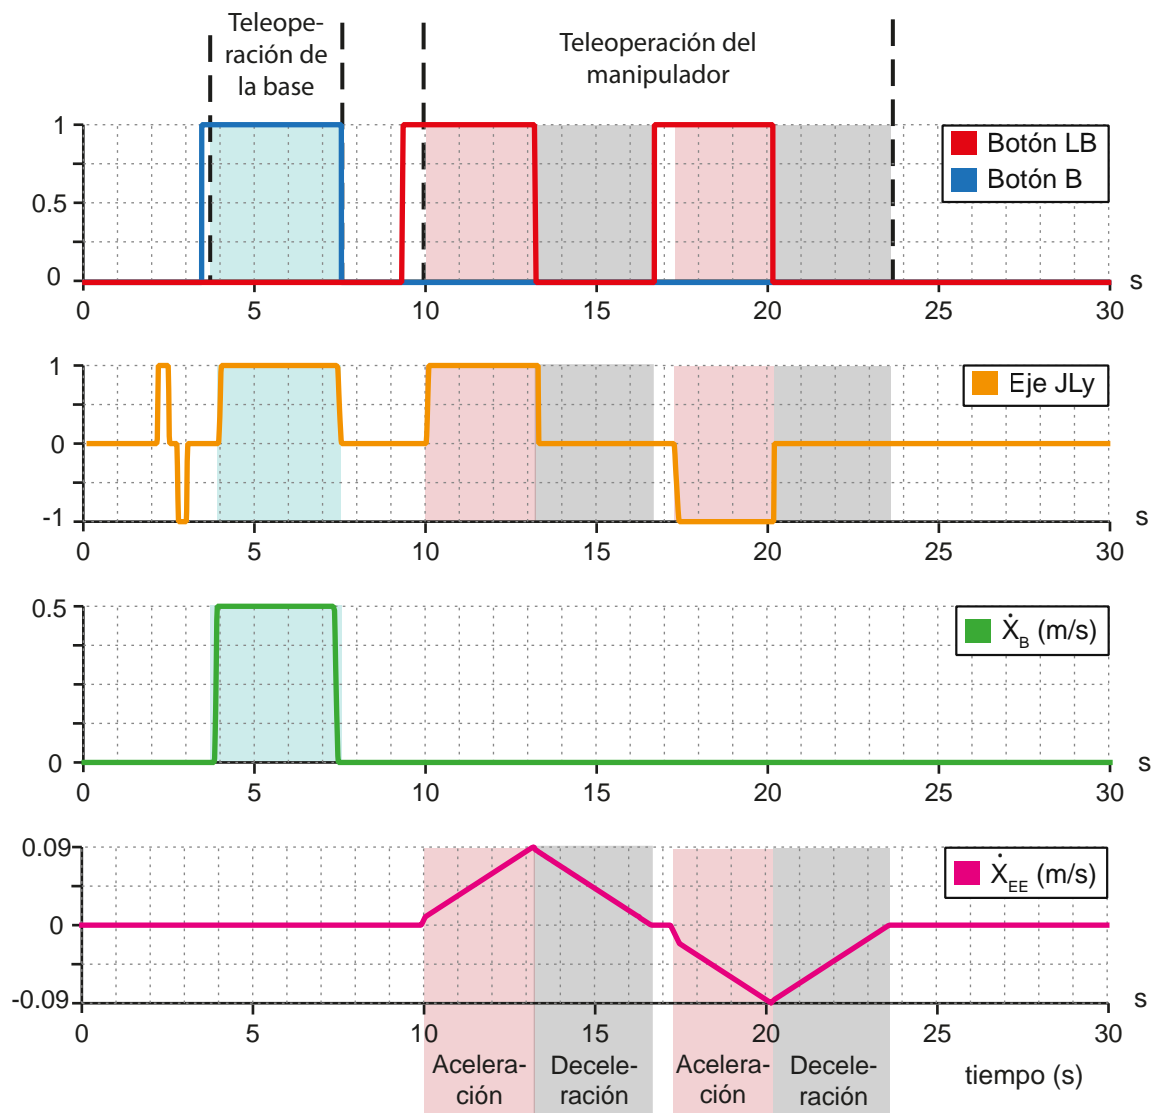 Teleope-
ración de
la base
Teleoperación del
manipulador
1
0.5
0
Botón LB
Botón B
0 5 10 15 20 25 30
s
1
0
-1
Eje JLy
0 5 10 15 20 25 30
s
0.5
0
Ẋ_B (m/s)
0 5 10 15 20 25 30
s
0.09
0
-0.09
Ẋ_EE (m/s)
0 5 10 15 20 25 30
s
Acelera-
ción
Decele-
ración
Acelera-
ción
Decele-
ración
tiempo (s)